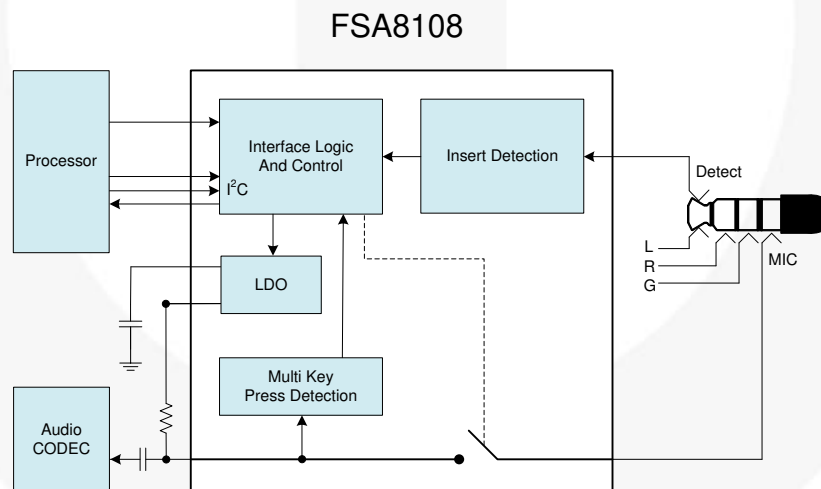 FSA8108
Processor
Interface Logic
And Control
I²C
Insert Detection
Detect
L
R
G
MIC
LDO
Multi Key
Press Detection
Audio
CODEC